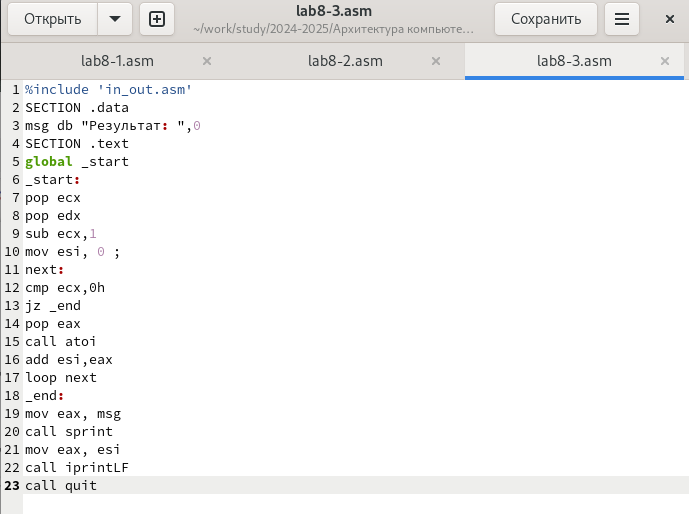 Открыть
lab8-3.asm
~/work/study/2024-2025/Архитектура компьюте...
Сохранить
lab8-1.asm
lab8-2.asm
lab8-3.asm
1 %include 'in_out.asm'
2 SECTION .data
3 msg db "Результат: ",0
4 SECTION .text
5 global _start
6 _start:
7 pop ecx
8 pop edx
9 sub ecx,1
10 mov esi, 0 ;
11 next:
12 cmp ecx,0h
13 jz _end
14 pop eax
15 call atoi
16 add esi,eax
17 loop next
18 _end:
19 mov eax, msg
20 call sprint
21 mov eax, esi
22 call iprintLF
23 call quit